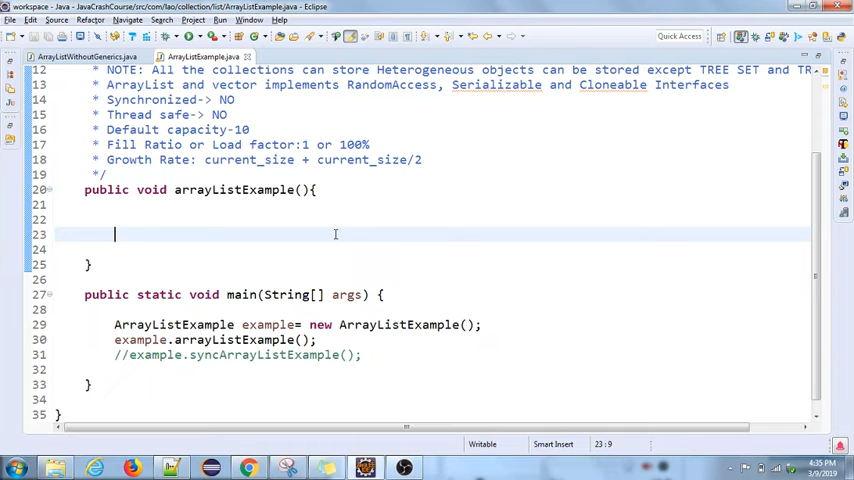 workspace - Java - JavaCrashCourse/src/com/lao/collection/list/ArrayListExample.java - Eclipse
File Edit Source Refactor Navigate Search Project Run Window Help
Quick Access
ArrayListWithoutGenerics.java ArrayListExample.java
12 * NOTE: All the collections can store Heterogeneous objects can be stored except TREE SET and TR
13 * ArrayList and vector implements RandomAccess, Serializable and Cloneable Interfaces
14 * Synchronized-> NO
15 * Thread safe-> NO
16 * Default capacity-10
17 * Fill Ratio or Load factor:1 or 100%
18 * Growth Rate: current_size + current_size/2
19 */
20 public void arrayListExample(){
21
22
23
24
25 }
26
27 public static void main(String[] args) {
28
29 ArrayListExample example= new ArrayListExample();
30 example.arrayListExample();
31 //example.syncArrayListExample();
32
33 }
34
35 }
Writable Smart Insert 23 : 9
4:35 PM
3/9/2019